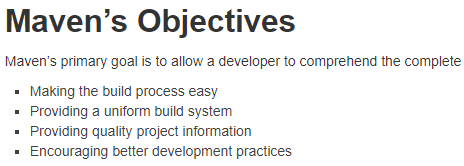 Maven’s Objectives
Maven’s primary goal is to allow a developer to comprehend the complete
Making the build process easy
Providing a uniform build system
Providing quality project information
Encouraging better development practices